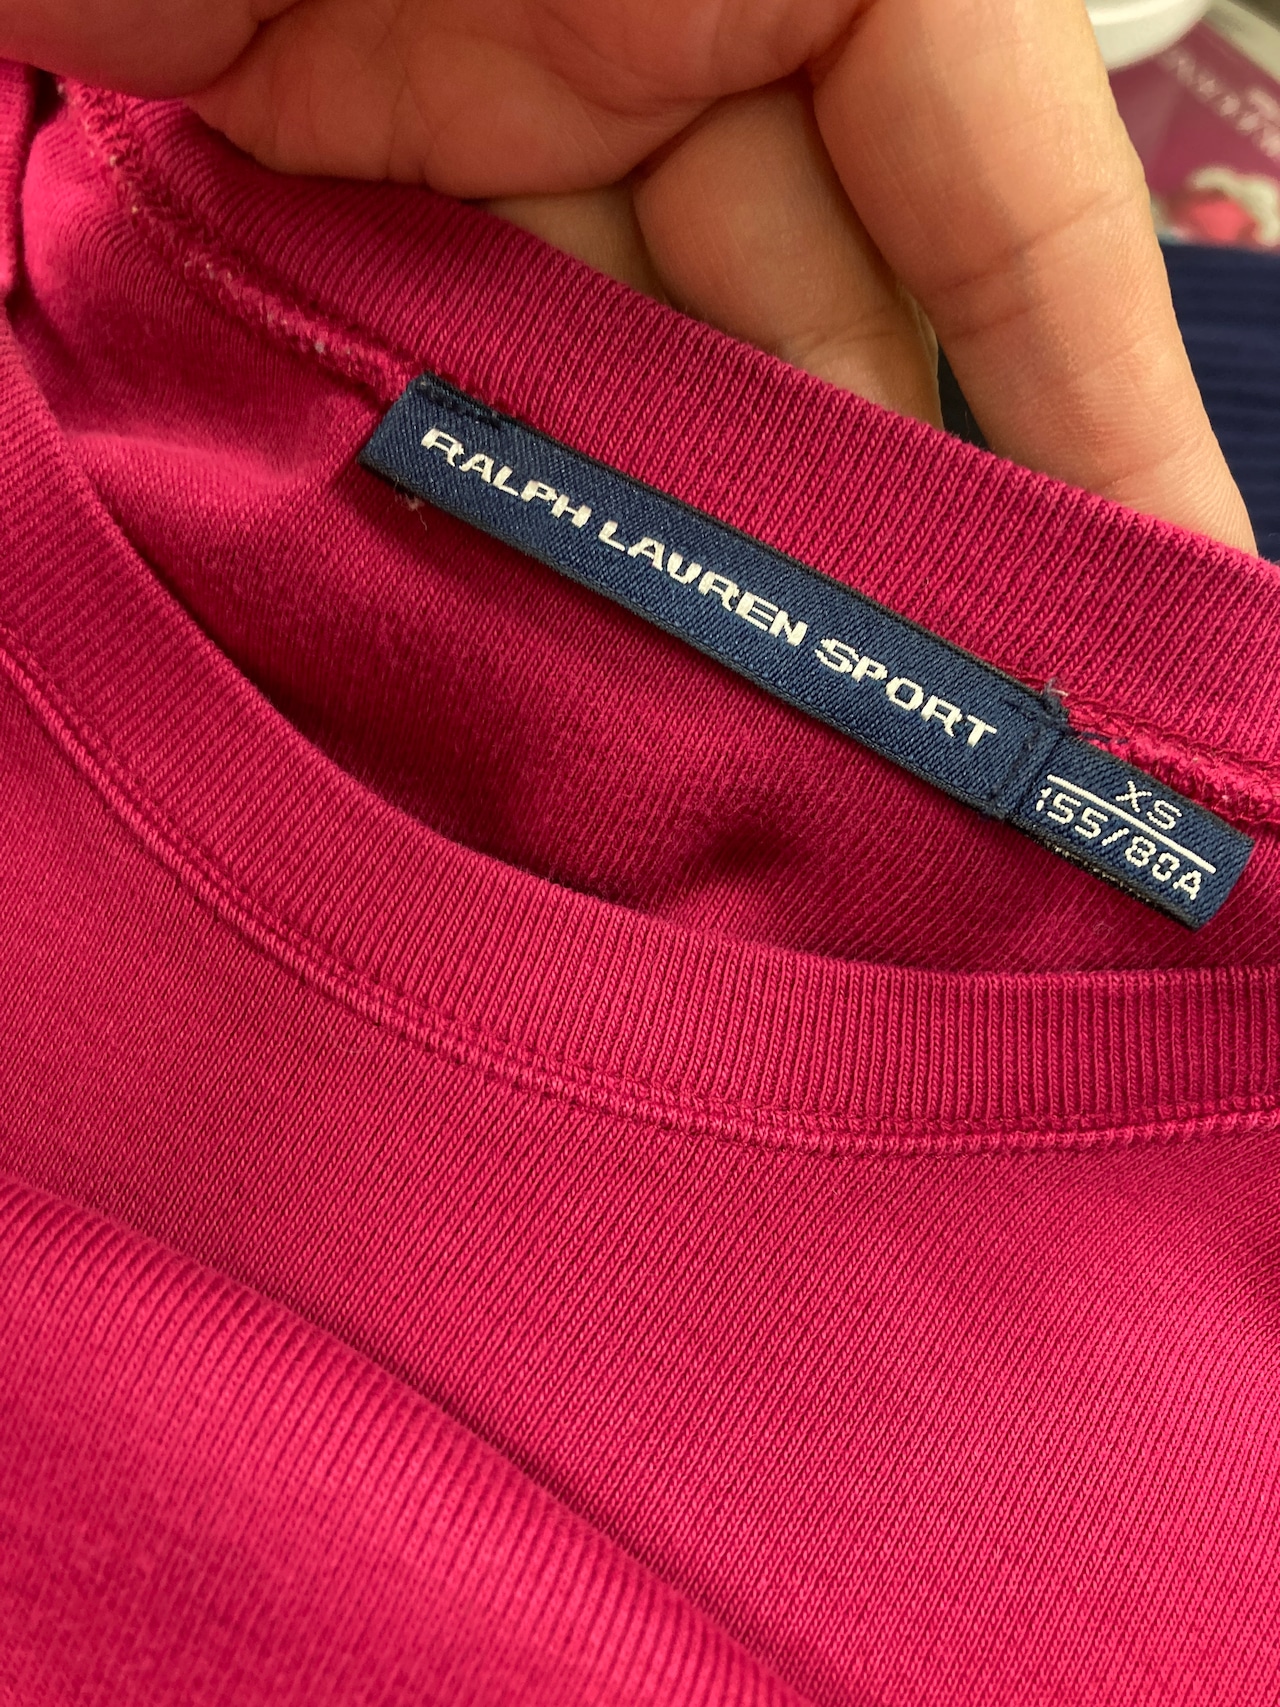 RALPH LAUREN SPORT
XS
155/80A